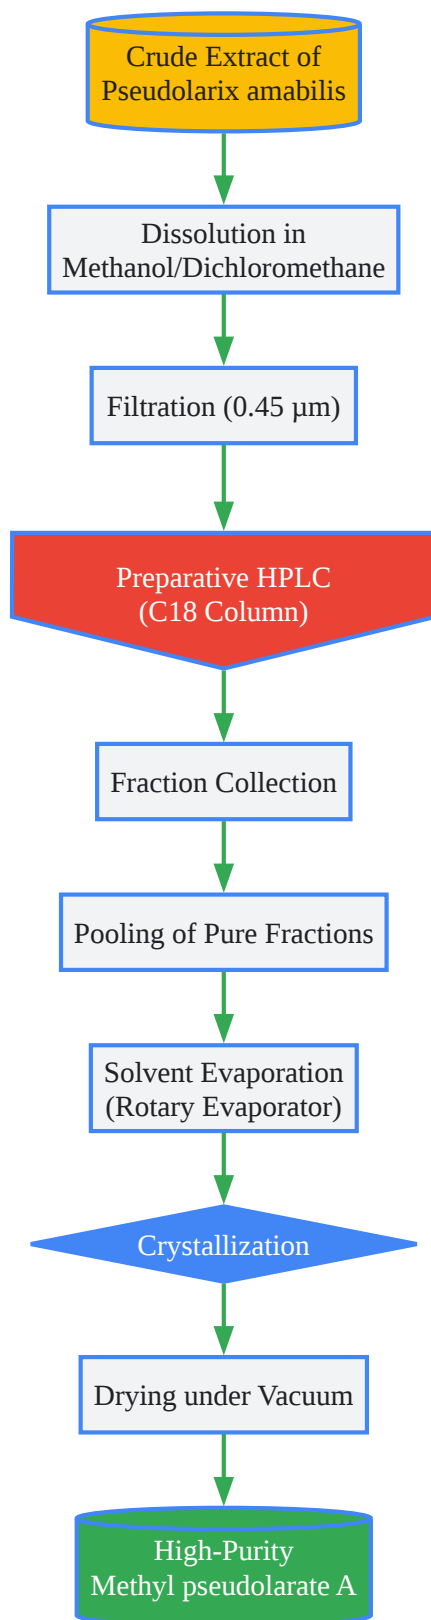 Crude Extract of
Pseudolarix amabilis
Dissolution in
Methanol/Dichloromethane
Filtration (0.45 µm)
Preparative HPLC
(C18 Column)
Fraction Collection
Pooling of Pure Fractions
Solvent Evaporation
(Rotary Evaporator)
Crystallization
Drying under Vacuum
High-Purity
Methyl pseudolarate A